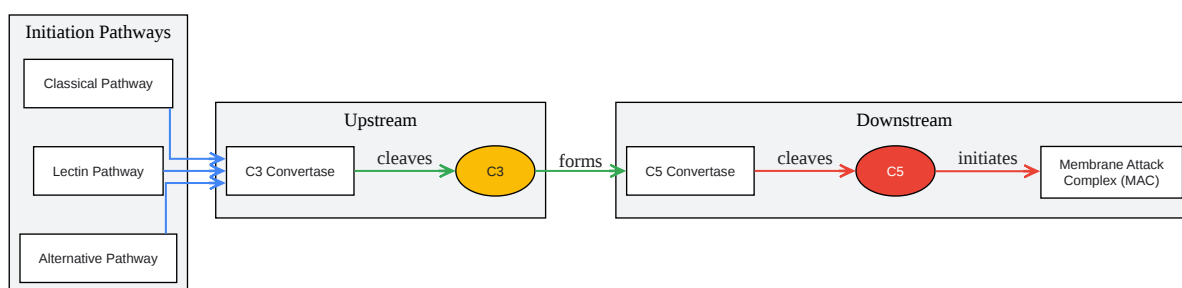 Initiation Pathways
Classical Pathway
Lectin Pathway
Alternative Pathway
Upstream
C3 Convertase
cleaves
C3
forms
Downstream
C5 Convertase
cleaves
C5
initiates
Membrane Attack
Complex (MAC)